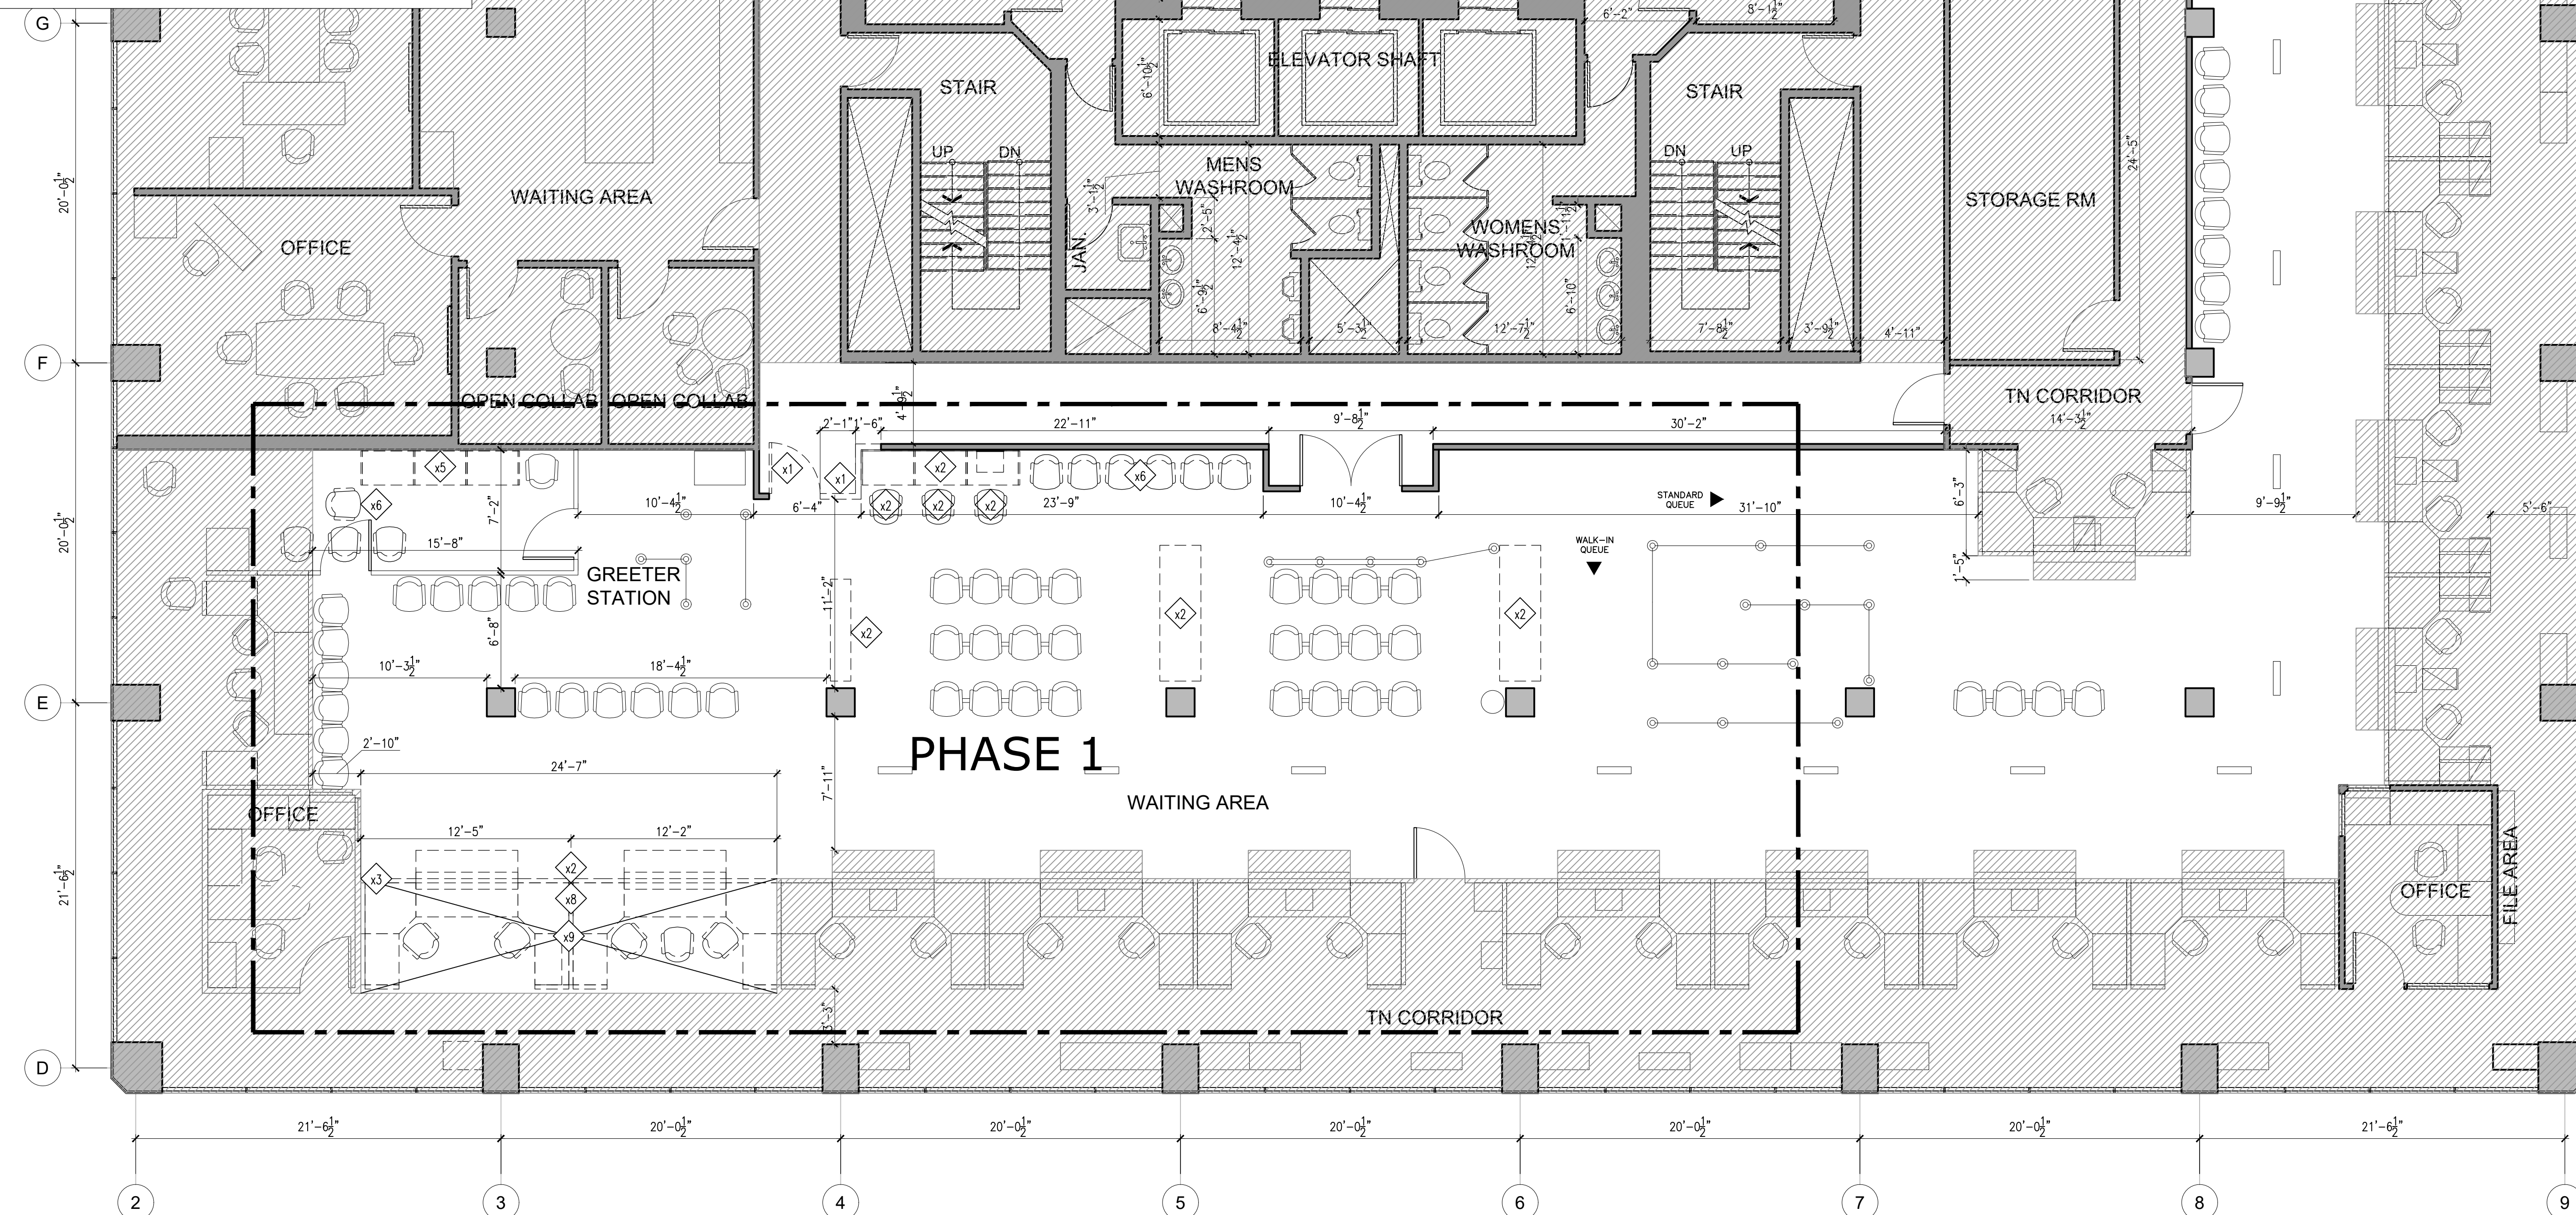 G
6'-2"
8'-1½"
ELEVATOR SHAFT
6'-10½"
STAIR
STAIR
UP
DN
DN
UP
MENS
WASHROOM
24'-5"
20'-0½"
WAITING AREA
3'-1½"
STORAGE RM
2'-5"
WOMENS
WASHROOM
OFFICE
JAN.
12'-4½"
6'-9½"
6'-10"
8'-4½"
5'-3½"
12'-7½"
7'-8½"
3'-9½"
4'-11"
F
OPEN COLLAB
OPEN COLLAB
4'-9½"
TN CORRIDOR
2'-1"
1'-6"
22'-11"
9'-8½"
30'-2"
14'-3½"
x5
x1
x1
x2
x6
6'-3"
x6
7'-2"
10'-4½"
6'-4"
x2
x2
x2
23'-9"
10'-4½"
STANDARD
QUEUE
31'-10"
9'-9½"
5'-6"
20'-0½"
15'-8"
WALK-IN
QUEUE
GREETER
STATION
11'-2"
1'-5"
6'-8"
x2
x2
x2
10'-3½"
18'-4½"
E
2'-10"
PHASE 1
24'-7"
7'-11"
WAITING AREA
OFFICE
12'-5"
12'-2"
x3
x2
x8
x9
21'-6½"
OFFICE
FILE AREA
3'-3"
TN CORRIDOR
D
21'-6½"
20'-0½"
20'-0½"
20'-0½"
20'-0½"
20'-0½"
21'-6½"
2
3
4
5
6
7
8
9